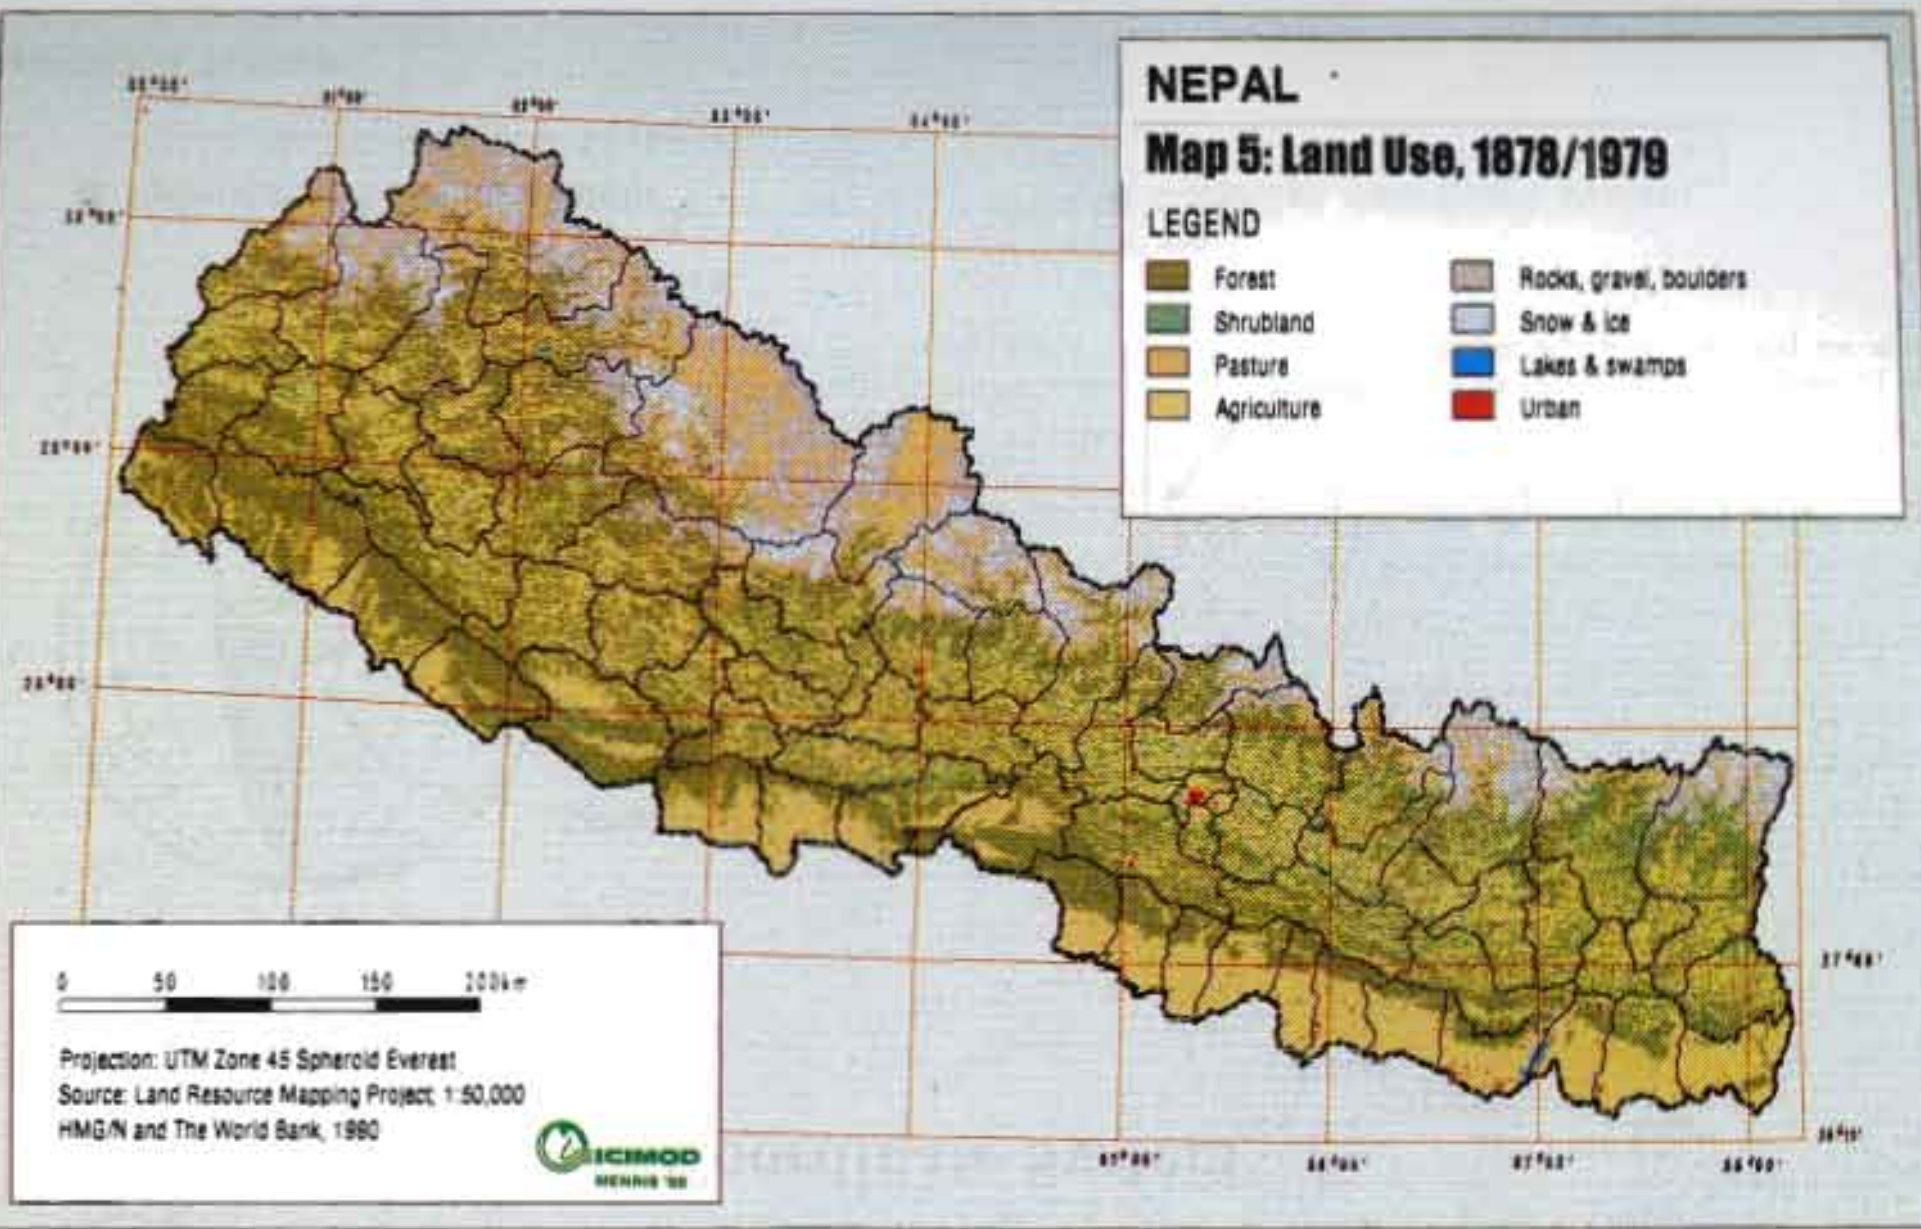 NEPAL
Map 5: Land Use, 1878/1979
LEGEND
Forest
Shrubland
Pasture
Agriculture
Rocks, gravel, boulders
Snow & ice
Lakes & swamps
Urban
0 50 100 150 200km
Projection: UTM Zone 45 Spheroid Everest
Source: Land Resource Mapping Project, 1:50,000
HMG/N and The World Bank, 1980
ICIMOD